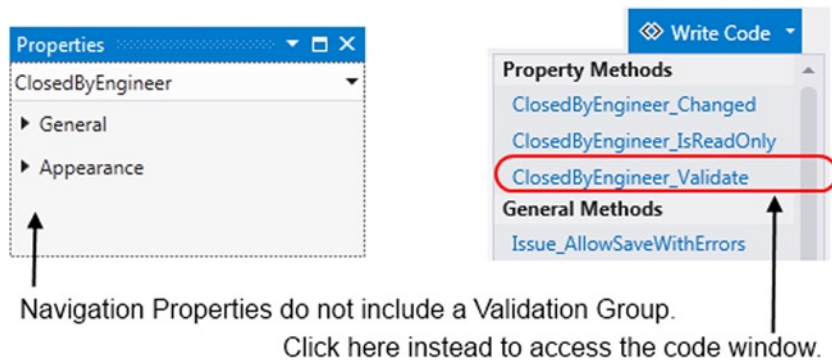 Properties
ClosedByEngineer
General
Appearance
Write Code
Property Methods
ClosedByEngineer_Changed
ClosedByEngineer_IsReadOnly
ClosedByEngineer_Validate
General Methods
Issue_AllowSaveWithErrors
Navigation Properties do not include a Validation Group.
Click here instead to access the code window.